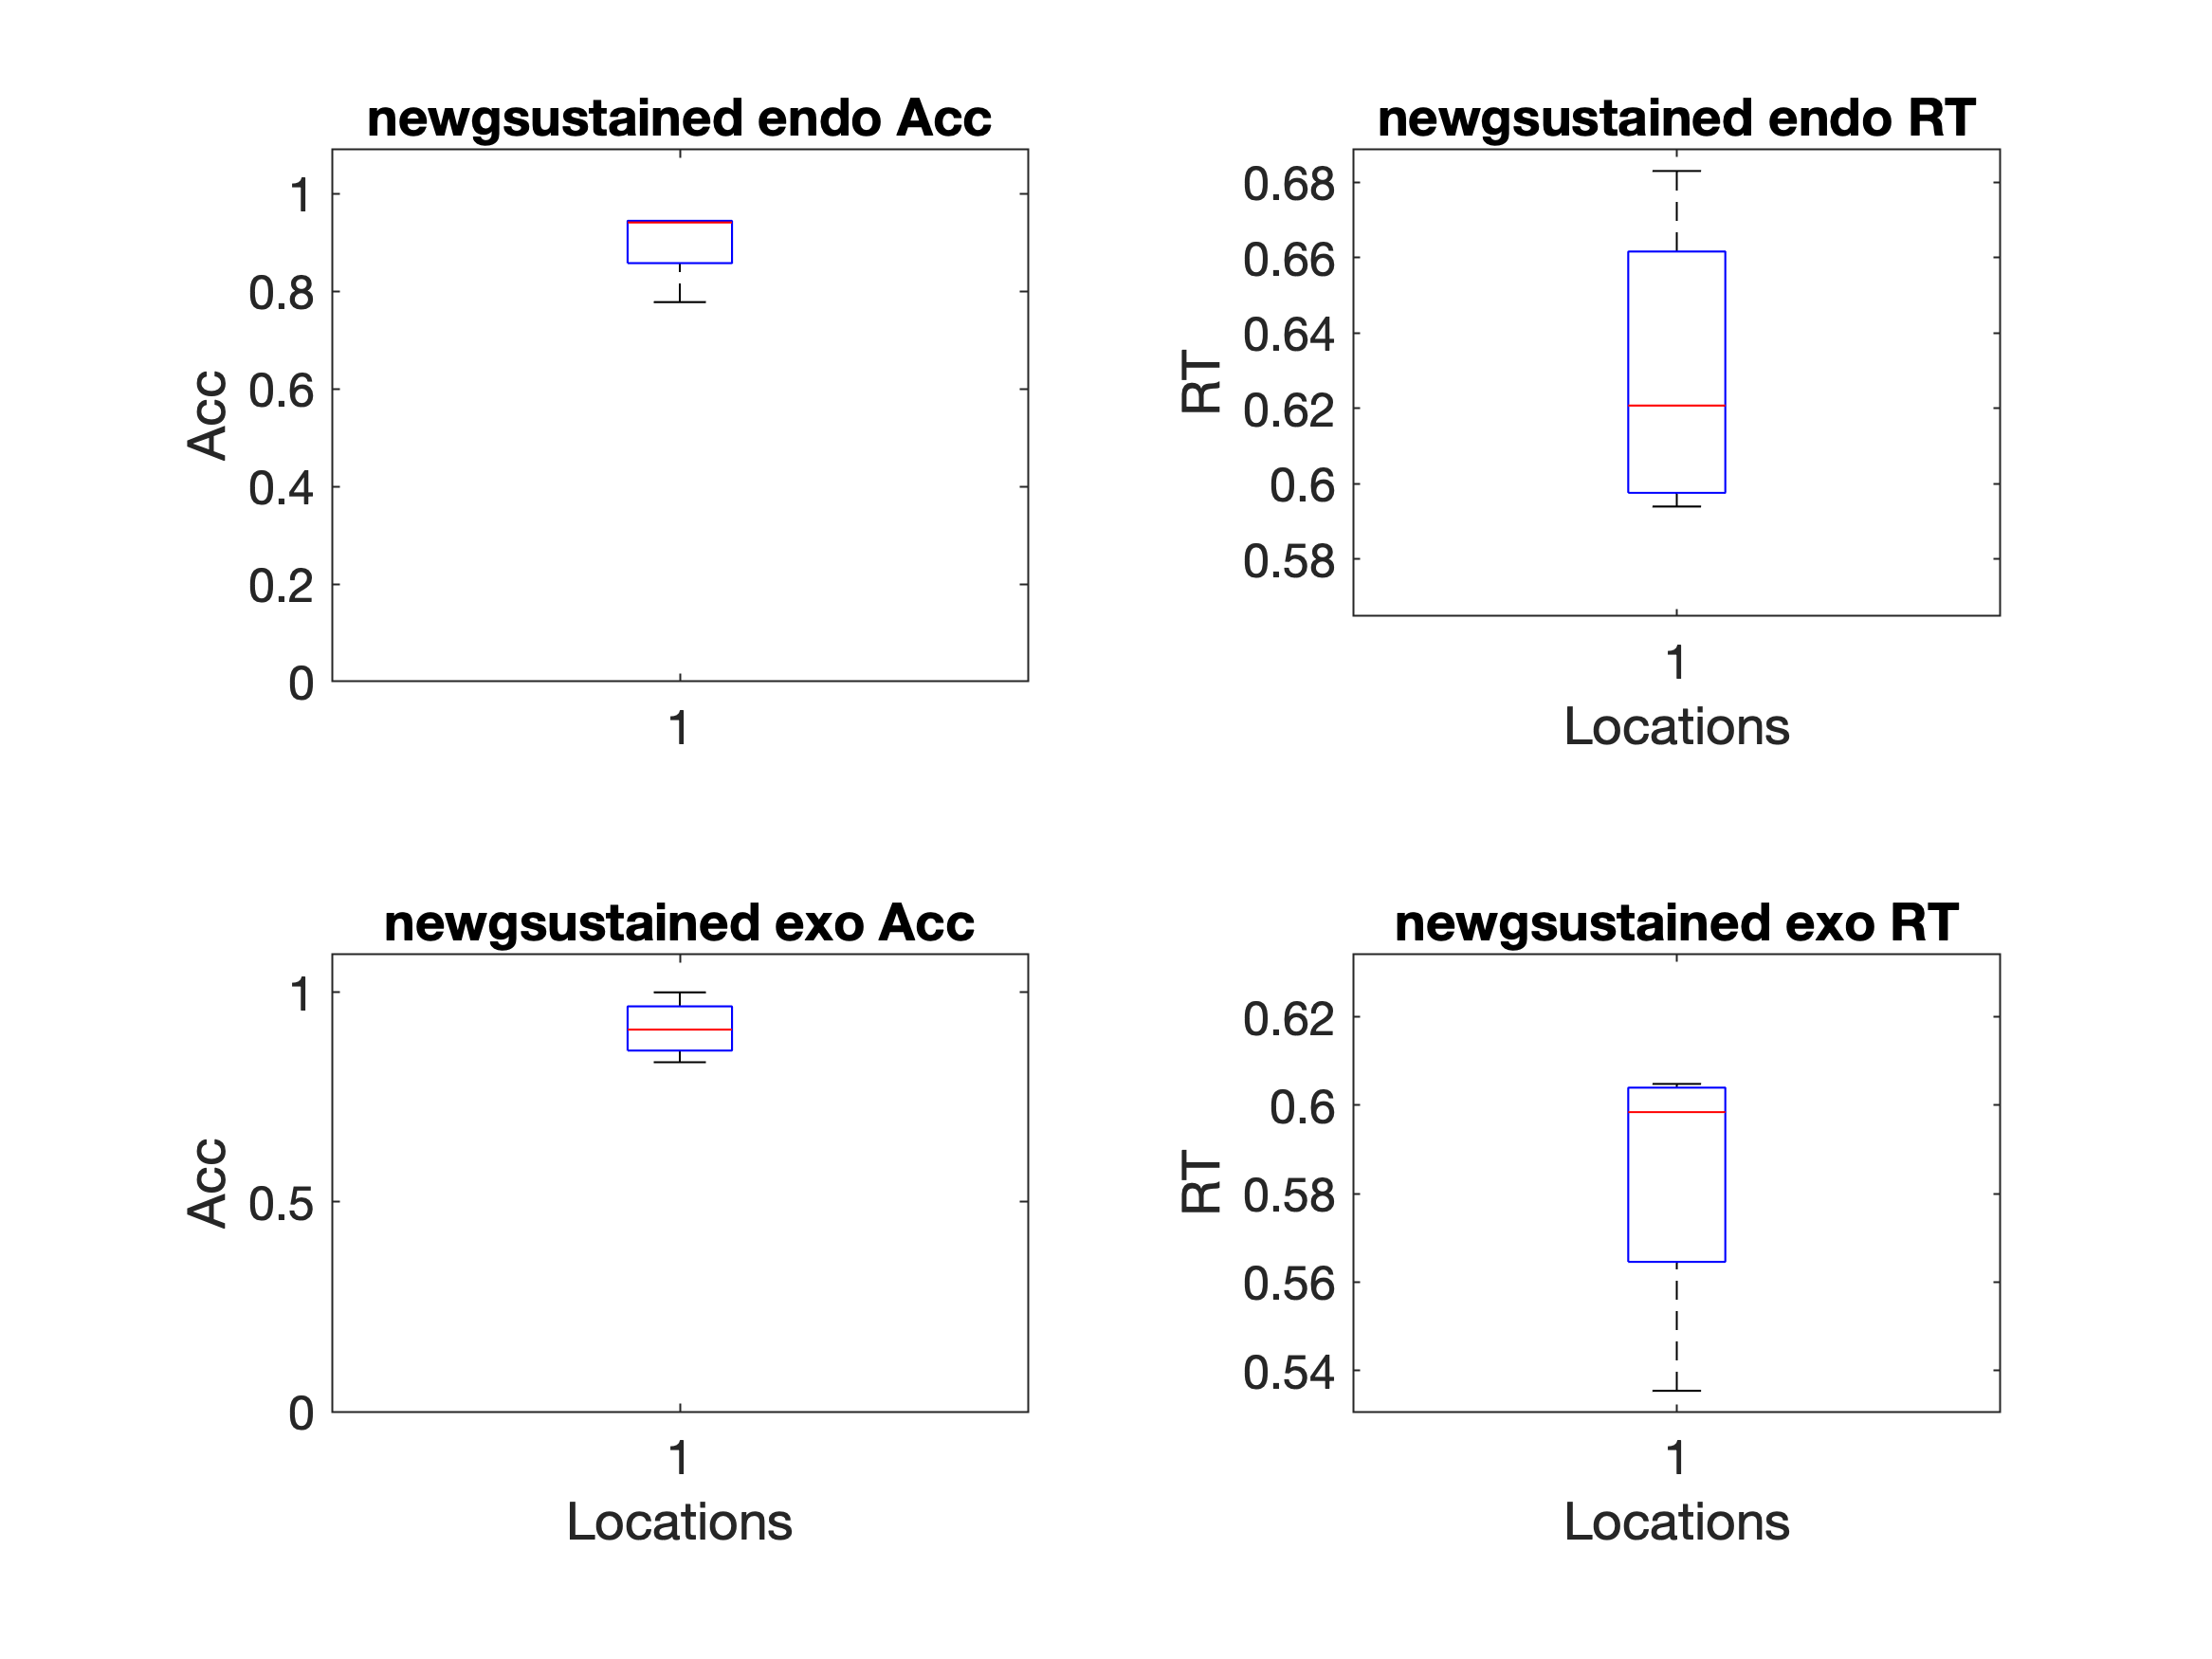 newgsustained endo Acc
1
0.8
0.6
0.4
0.2
0
Acc
1
newgsustained endo RT
0.68
0.66
0.64
0.62
0.6
0.58
RT
1
Locations
newgsustained exo Acc
1
0.5
0
Acc
1
Locations
newgsustained exo RT
0.62
0.6
0.58
0.56
0.54
RT
1
Locations